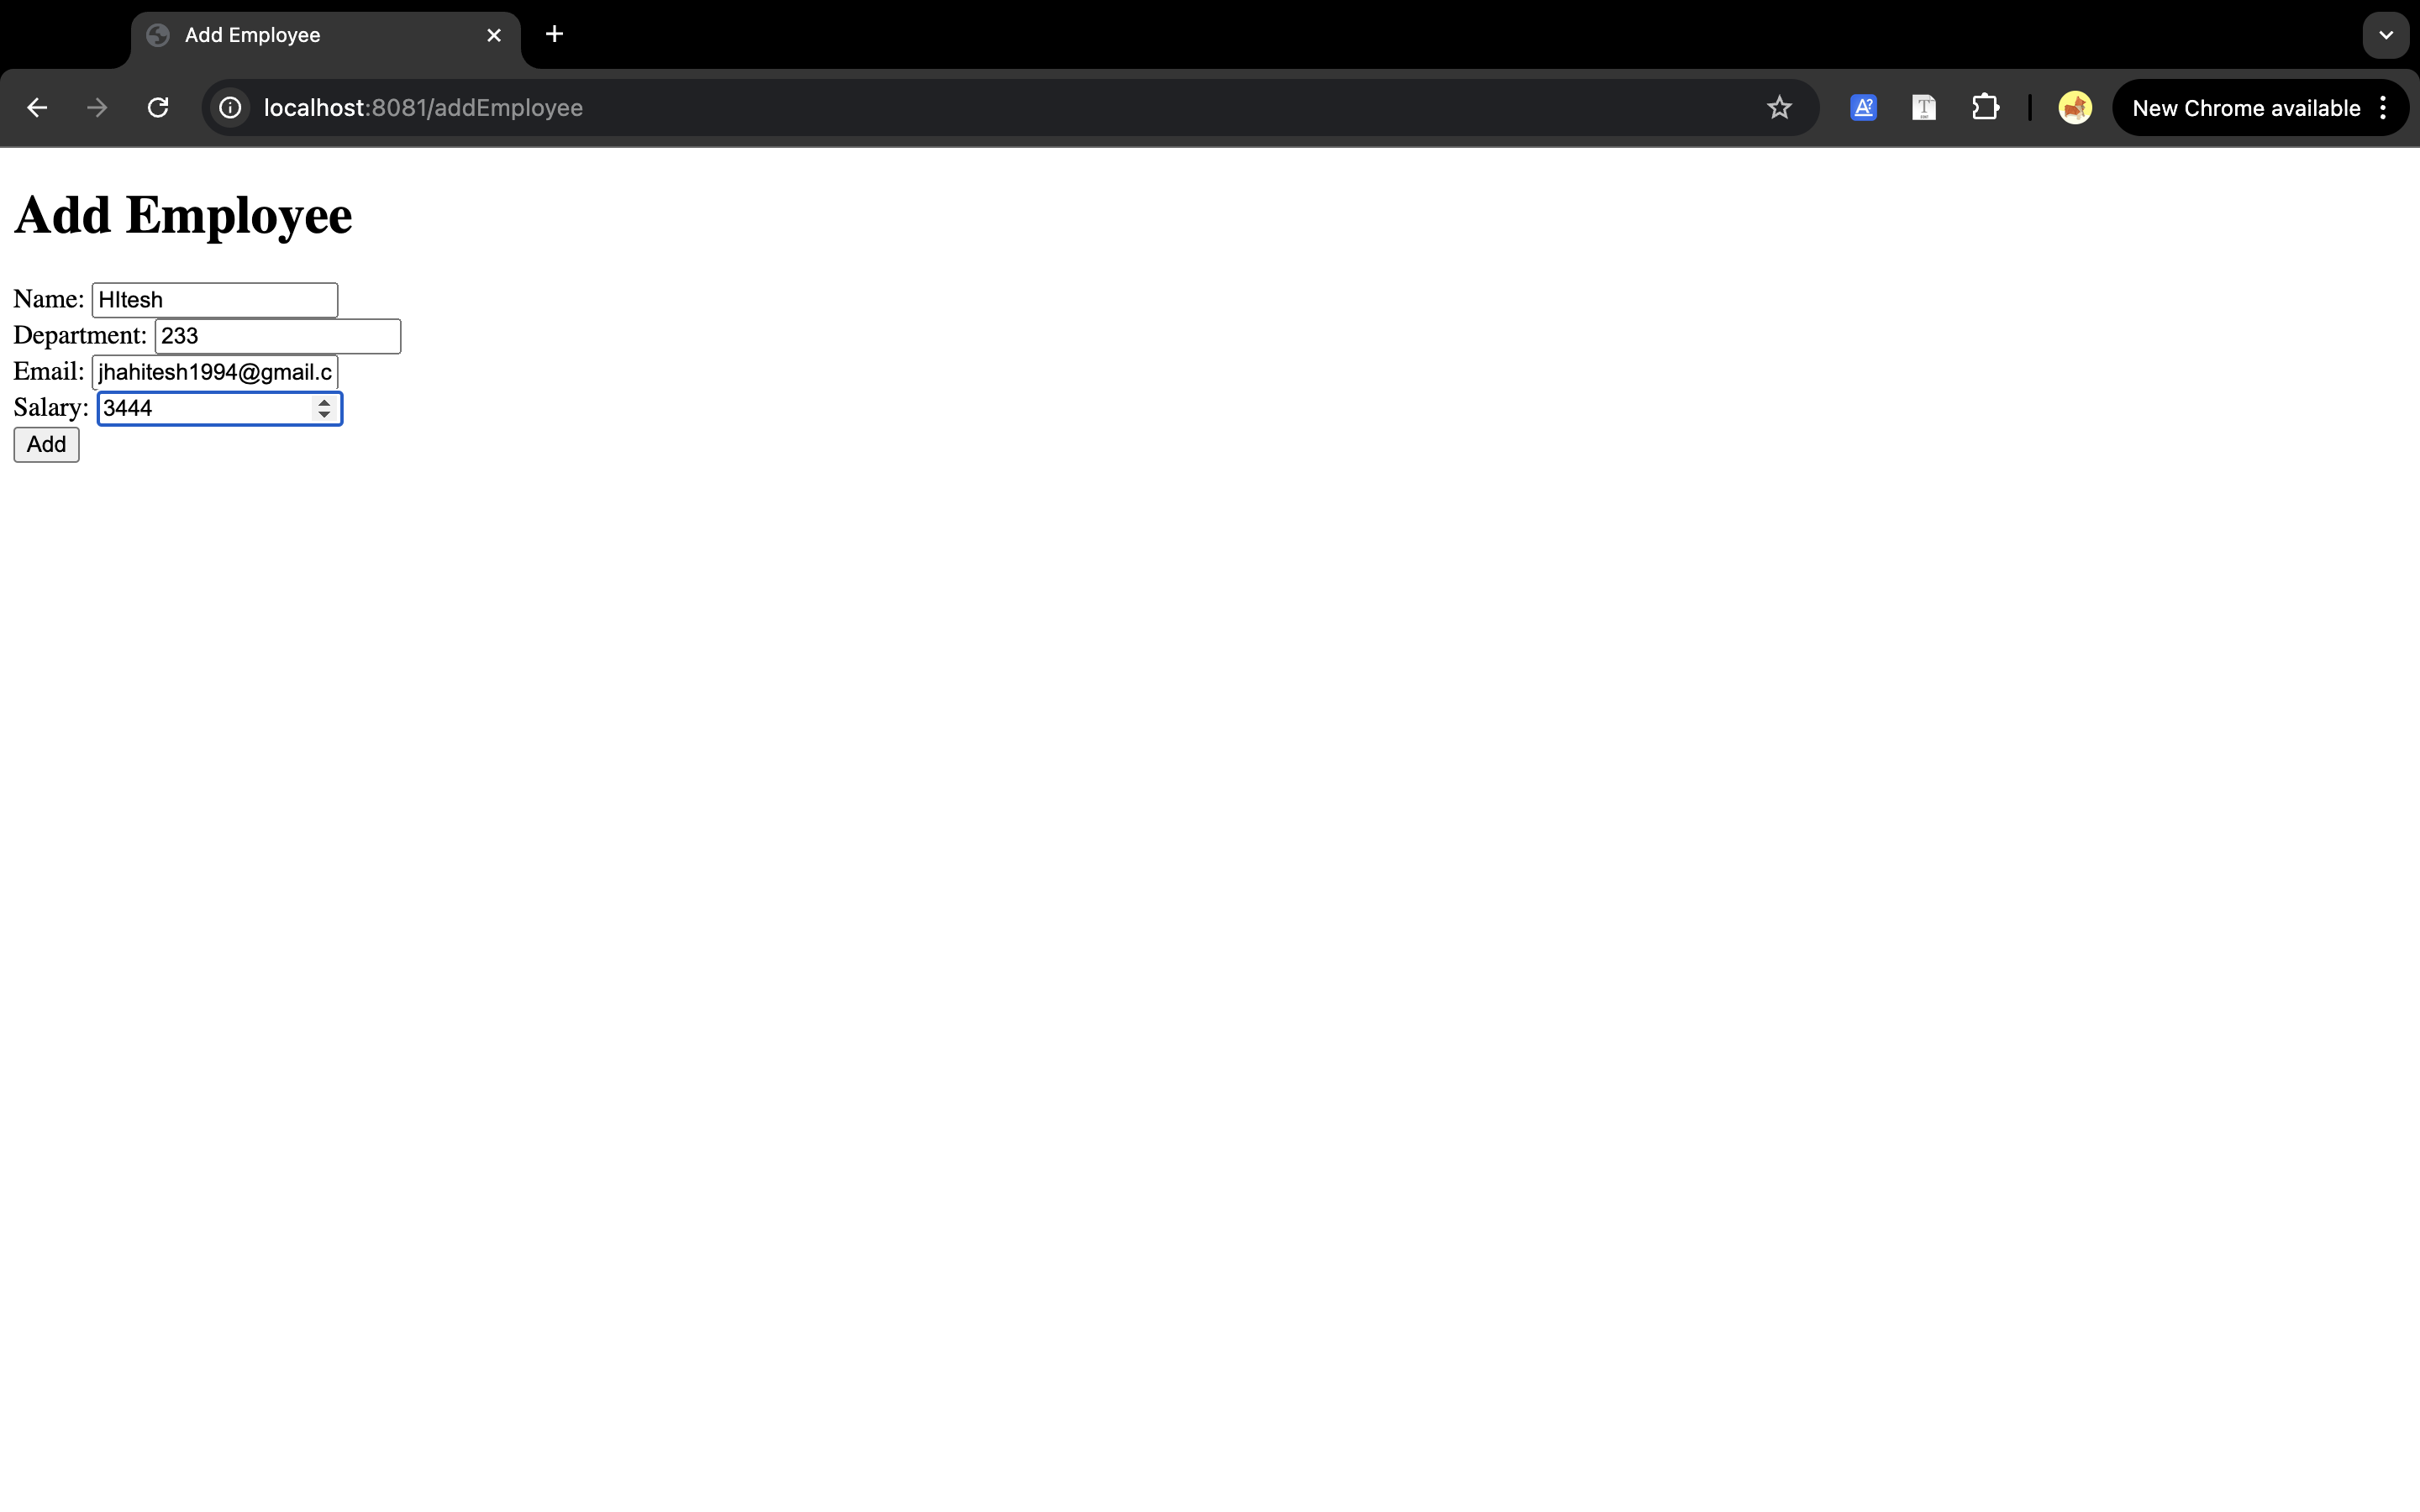 Add Employee
localhost:8081/addEmployee
New Chrome available
Add Employee
Name: HItesh
Department: 233
Email: jhahitesh1994@gmail.c
Salary: 3444
Add